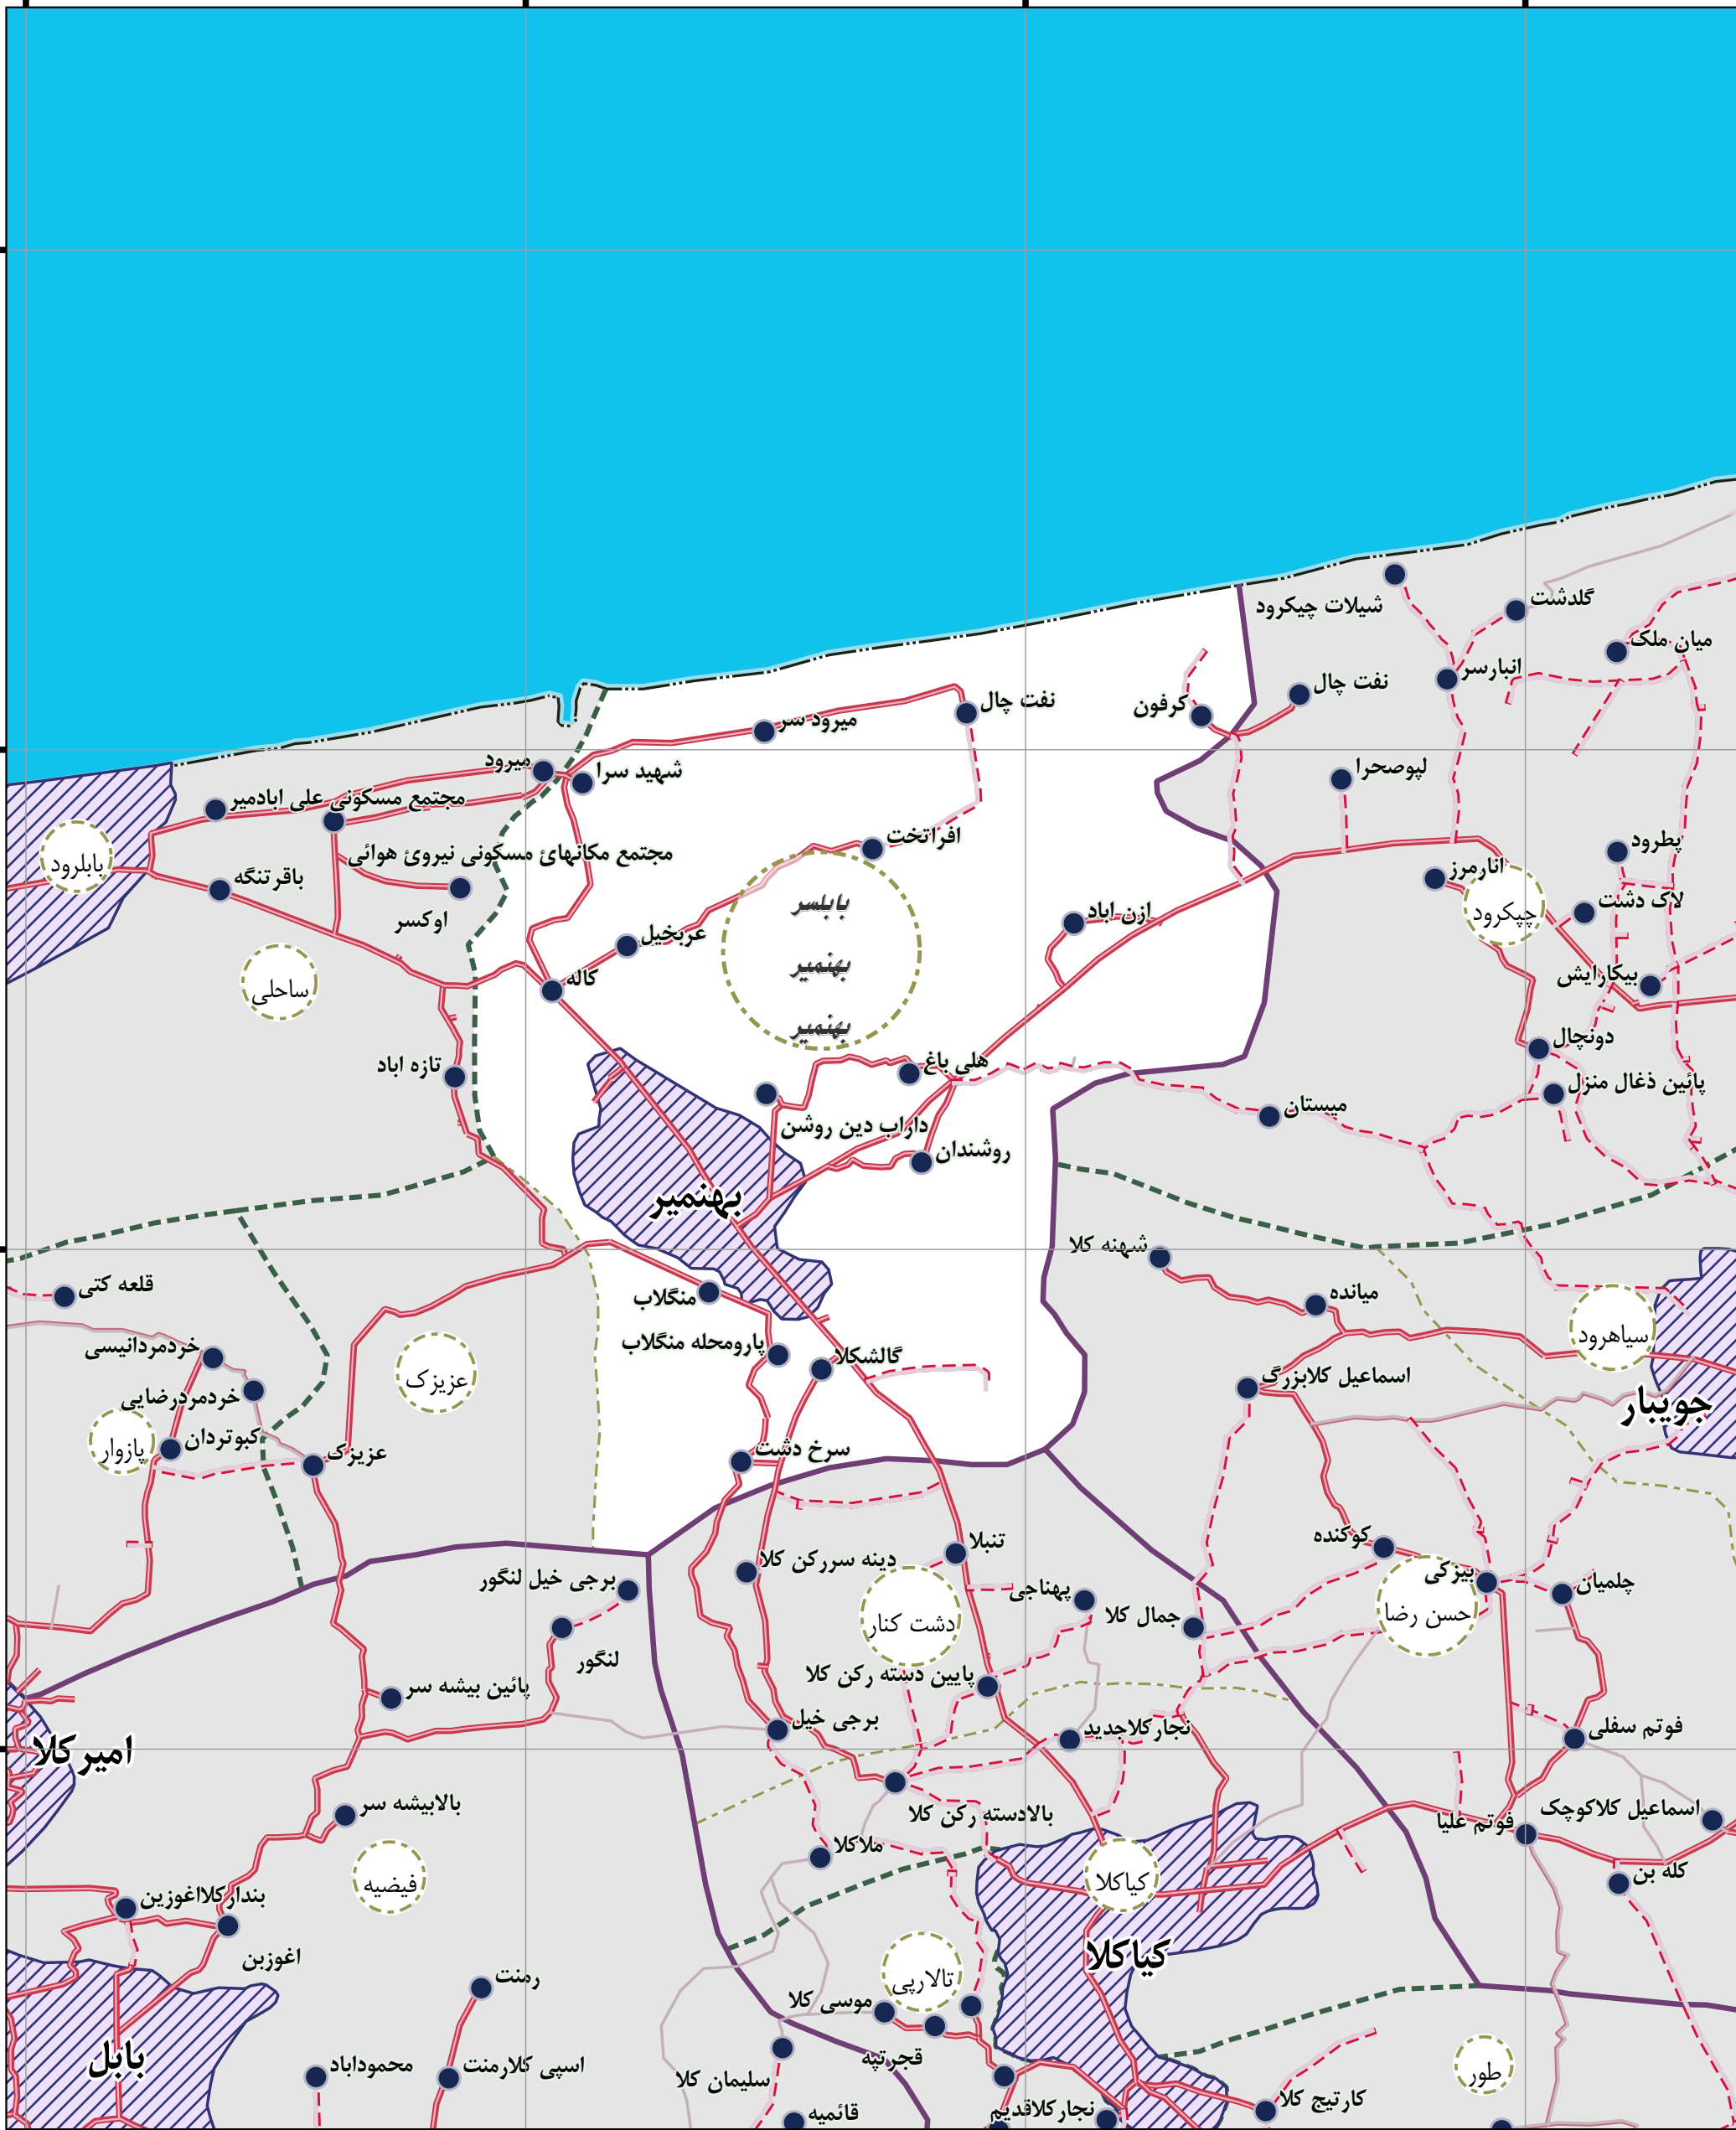 شیلات چپکرود
گلدشت
میان ملک
انبارسر
نفت چال
کرفون
نفت چال
میرود سر
میرود
شهید سرا
لپوصحرا
مجتمع مسکونی علی ابادمیر
افراتخت
پطرود
بابلرود
مجتمع مکانهائ مسکونی نیروئ هوائی
باقرتنگه
انارمرز
لاک دشت
چپکرود
اوکسر
بابلسر
بهنمیر
بهنمیر
ازن اباد
عربخیل
کاله
ساحلی
بیکارایش
دونچال
تازه اباد
هلی باغ
پائین ذغال منزل
میستان
داراب دین روشن
روشندان
بهنمیر
شهنه کلا
قلعه کتی
منگلاب
میانده
سیاهرود
خردمردانیسی
پارومحله منگلاب
گالشکلا
عزیزک
اسماعیل کلابزرگ
جویبار
خردمردرضایی
کبوتردان
پازوار
عزیزک
سرخ دشت
کوکنده
تنبلا
دینه سررکن کلا
برجی خیل لنگور
پهناجی
بیزکی
چلمیان
جمال کلا
حسن رضا
دشت کنار
لنگور
پایین دسته رکن کلا
پائین بیشه سر
برجی خیل
نجارکلاجدید
فوتم سفلی
امیرکلا
بالابیشه سر
بالادسته رکن کلا
فوتم علیا
اسماعیل کلاکوچک
ملاکلا
کله بن
فیضیه
کیاکلا
بندارکلااغوزبن
اغوزبن
کیاکلا
رمنت
تالارپی
موسی کلا
بابل
قجرتپه
محموداباد
اسپی کلارمنت
سلیمان کلا
طور
کارتیج کلا
قائمیه
نجارکلاقدیم